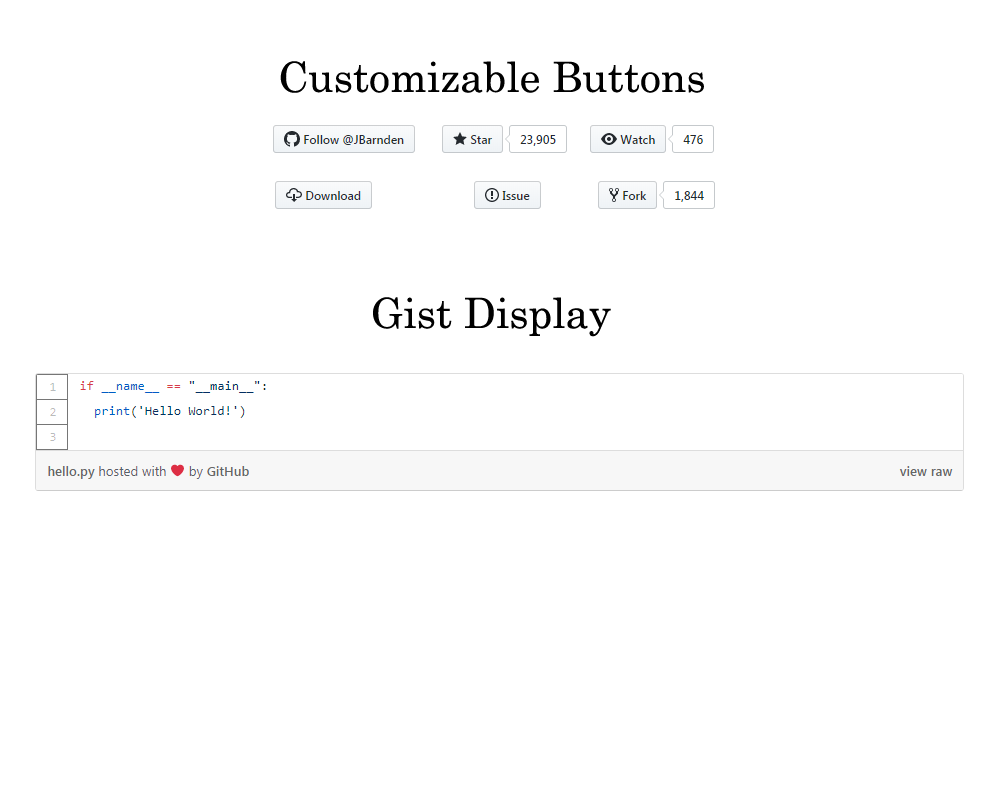 Customizable Buttons
Follow @JBarnden Star 23,905 Watch 476
Download Issue Fork 1,844
Gist Display
1 if __name__ == "__main__":
2 print('Hello World!')
3
hello.py hosted with ❤ by GitHub view raw